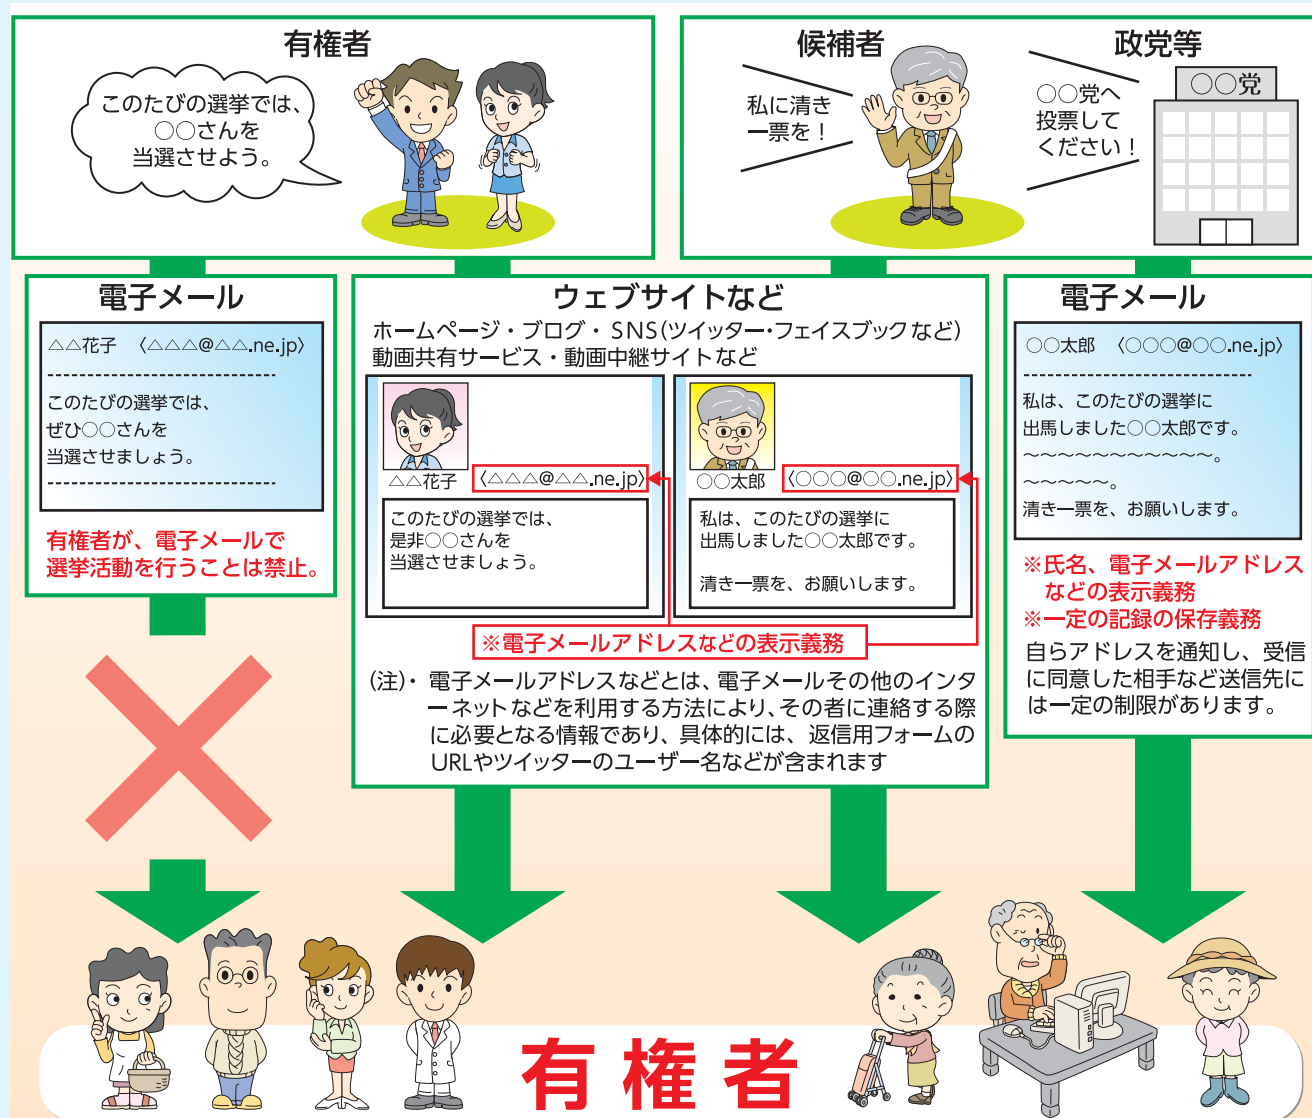 有権者
このたびの選挙では、
○○さんを
当選させよう。
候補者
私に清き
一票を！
政党等
○○党へ
投票して
ください！
○○党
電子メール
△△花子 〈△△△@△△.ne.jp〉
このたびの選挙では、
ぜひ○○さんを
当選させましょう。
有権者が、電子メールで
選挙活動を行うことは禁止。
ウェブサイトなど
ホームページ・ブログ・SNS(ツイッター・フェイスブックなど)
動画共有サービス・動画中継サイトなど
△△花子 〈△△△@△△.ne.jp〉
このたびの選挙では、
是非○○さんを
当選させましょう。
○○太郎 〈○○○@○○.ne.jp〉
私は、このたびの選挙に
出馬しました○○太郎です。
清き一票を、お願いします。
※電子メールアドレスなどの表示義務
(注)・電子メールアドレスなどとは、電子メールその他のインタ
ーネットなどを利用する方法により、その者に連絡する際
に必要となる情報であり、具体的には、返信用フォームの
URLやツイッターのユーザー名などが含まれます
電子メール
○○太郎 〈○○○@○○.ne.jp〉
私は、このたびの選挙に
出馬しました○○太郎です。
～～～～～～～～～～～。
～～～～～。
清き一票を、お願いします。
※氏名、電子メールアドレス
などの表示義務
※一定の記録の保存義務
自らアドレスを通知し、受信
に同意した相手など送信先に
は一定の制限があります。
有権者